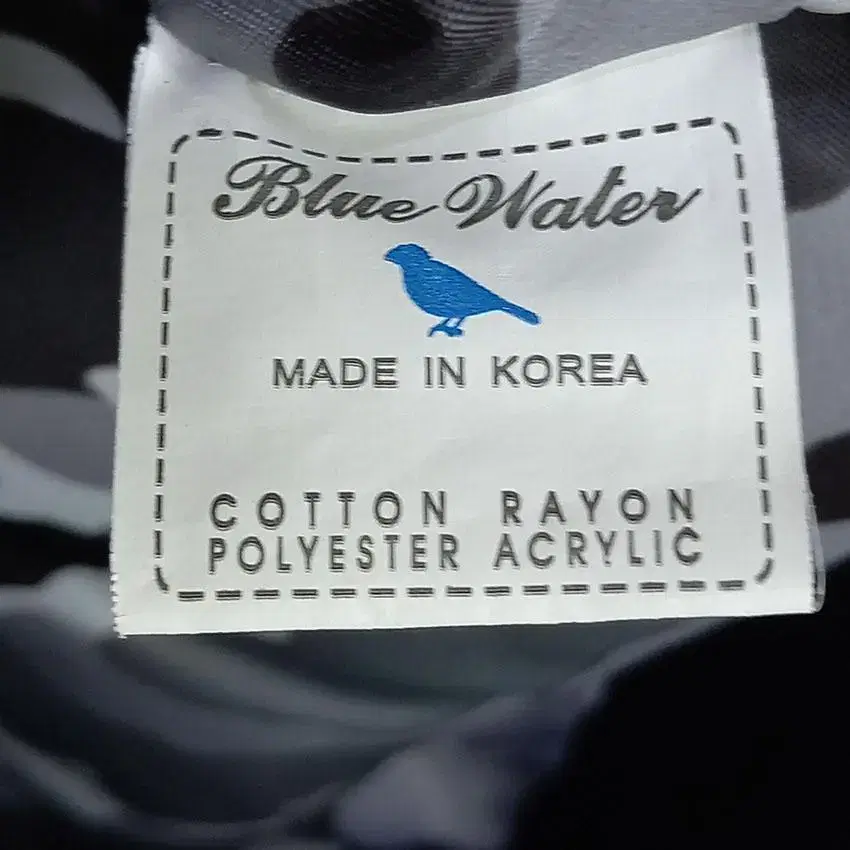 Blue Water
MADE IN KOREA
COTTON RAYON
POLYESTER ACRYLIC